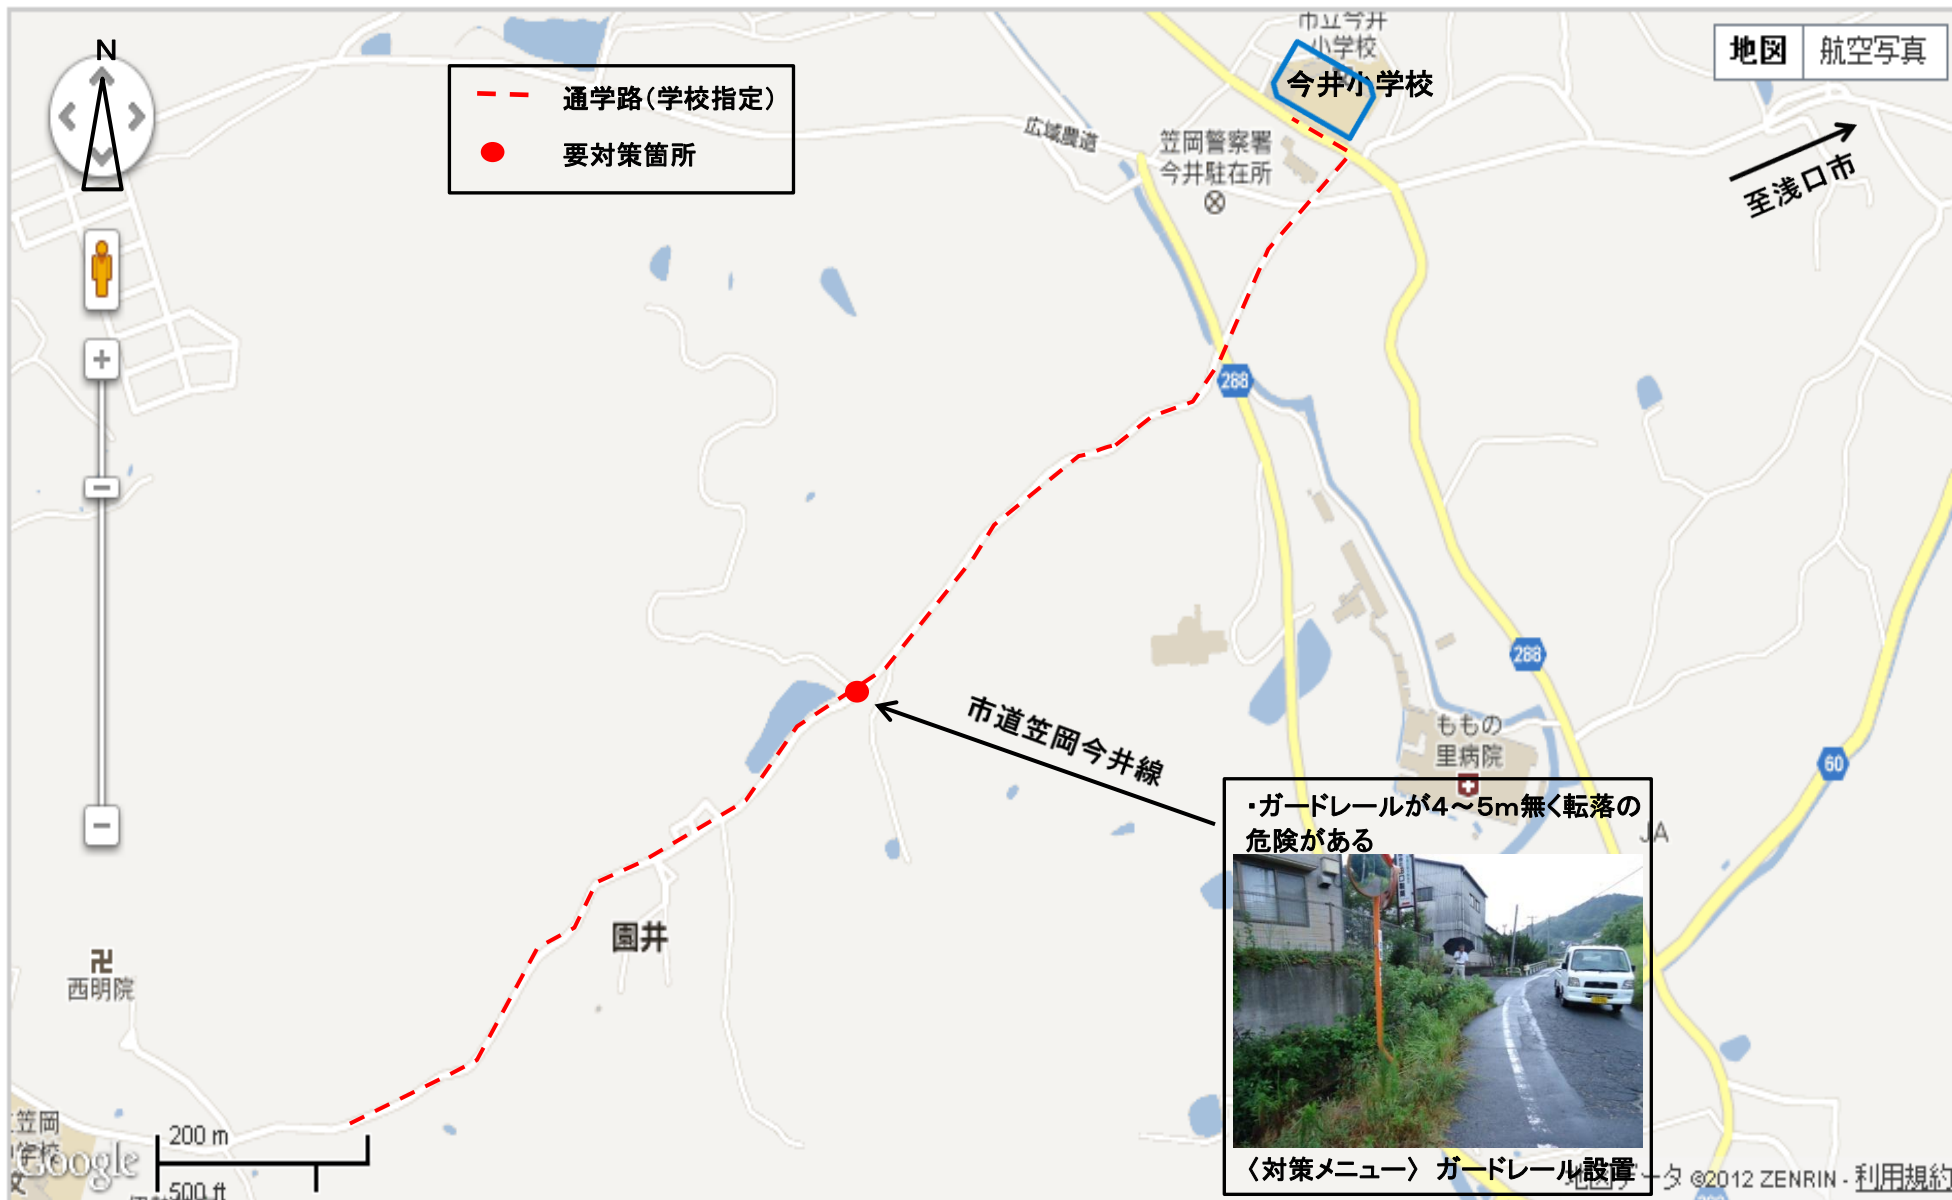 N
通学路(学校指定)
要対策箇所
市立今井
小学校
今井小学校
地図
航空写真
広域農道
笠岡警察署
今井駐在所
至浅口市
288
288
60
市道笠岡今井線
ももの
里病院
JA
・ガードレールが4～5m無く転落の
危険がある
園井
卍
西明院
笠岡
200 m
500 ft
Google
〈対策メニュー〉 ガードレール設置
地図データ ©2012 ZENRIN - 利用規約